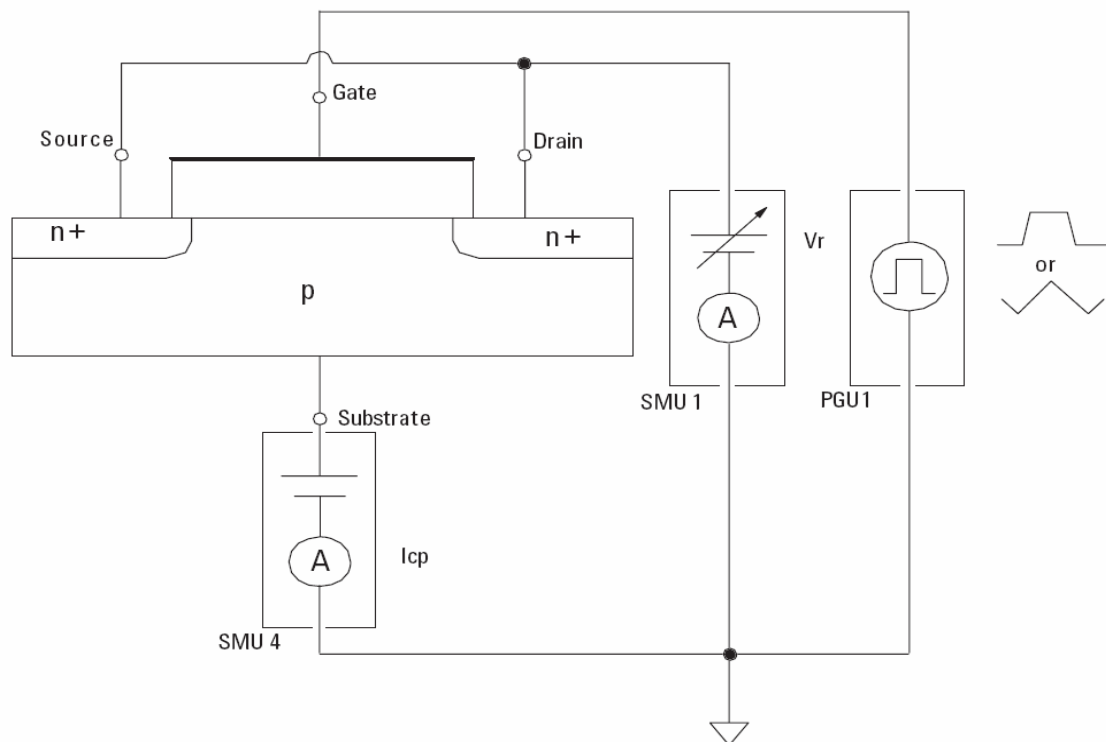 Gate
Source
Drain
n+
n+
p
Vr
or
A
SMU 1
PGU1
Substrate
A
Icp
SMU 4